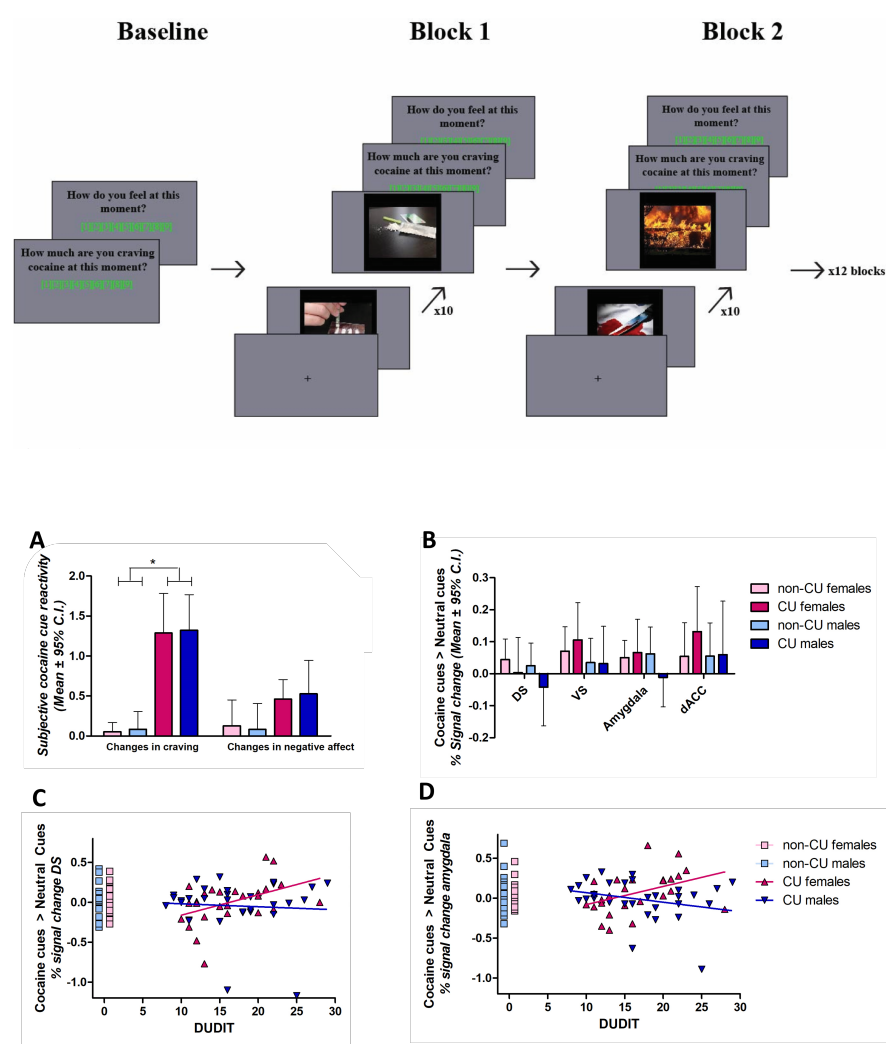 Baseline
Block 1
Block 2
How do you feel at this
moment?
How much are you craving
cocaine at this moment?
How do you feel at this
moment?
How much are you craving
cocaine at this moment?
x10
+
How do you feel at this
moment?
How much are you craving
cocaine at this moment?
x10
+
x12 blocks
A
Subjective cocaine cue reactivity
(Mean ± 95% C.I.)
2.0
1.5
1.0
0.5
0.0
*
Changes in craving
Changes in negative affect
B
Cocaine cues > Neutral cues
% Signal change (Mean ± 95% C.I.)
0.3
0.2
0.1
0.0
-0.1
-0.2
DS
VS
Amygdala
dACC
non-CU females
CU females
non-CU males
CU males
C
Cocaine cues > Neutral Cues
% signal change DS
0.5
0.0
-0.5
-1.0
0
5
10
15
20
25
30
DUDIT
D
Cocaine cues > Neutral Cues
% signal change amygdala
0.5
0.0
-0.5
-1.0
0
5
10
15
20
25
30
DUDIT
non-CU females
non-CU males
CU females
CU males